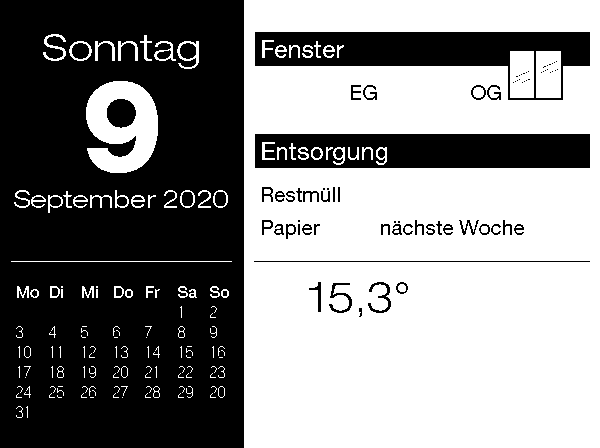 Sonntag
9
September 2020
Mo Di Mi Do Fr Sa So
1 2
3 4 5 6 7 8 9
10 11 12 13 14 15 16
17 18 19 20 21 22 23
24 25 26 27 28 29 20
31
Fenster
EG OG
Entsorgung
Restmüll
Papier nächste Woche
15,3°